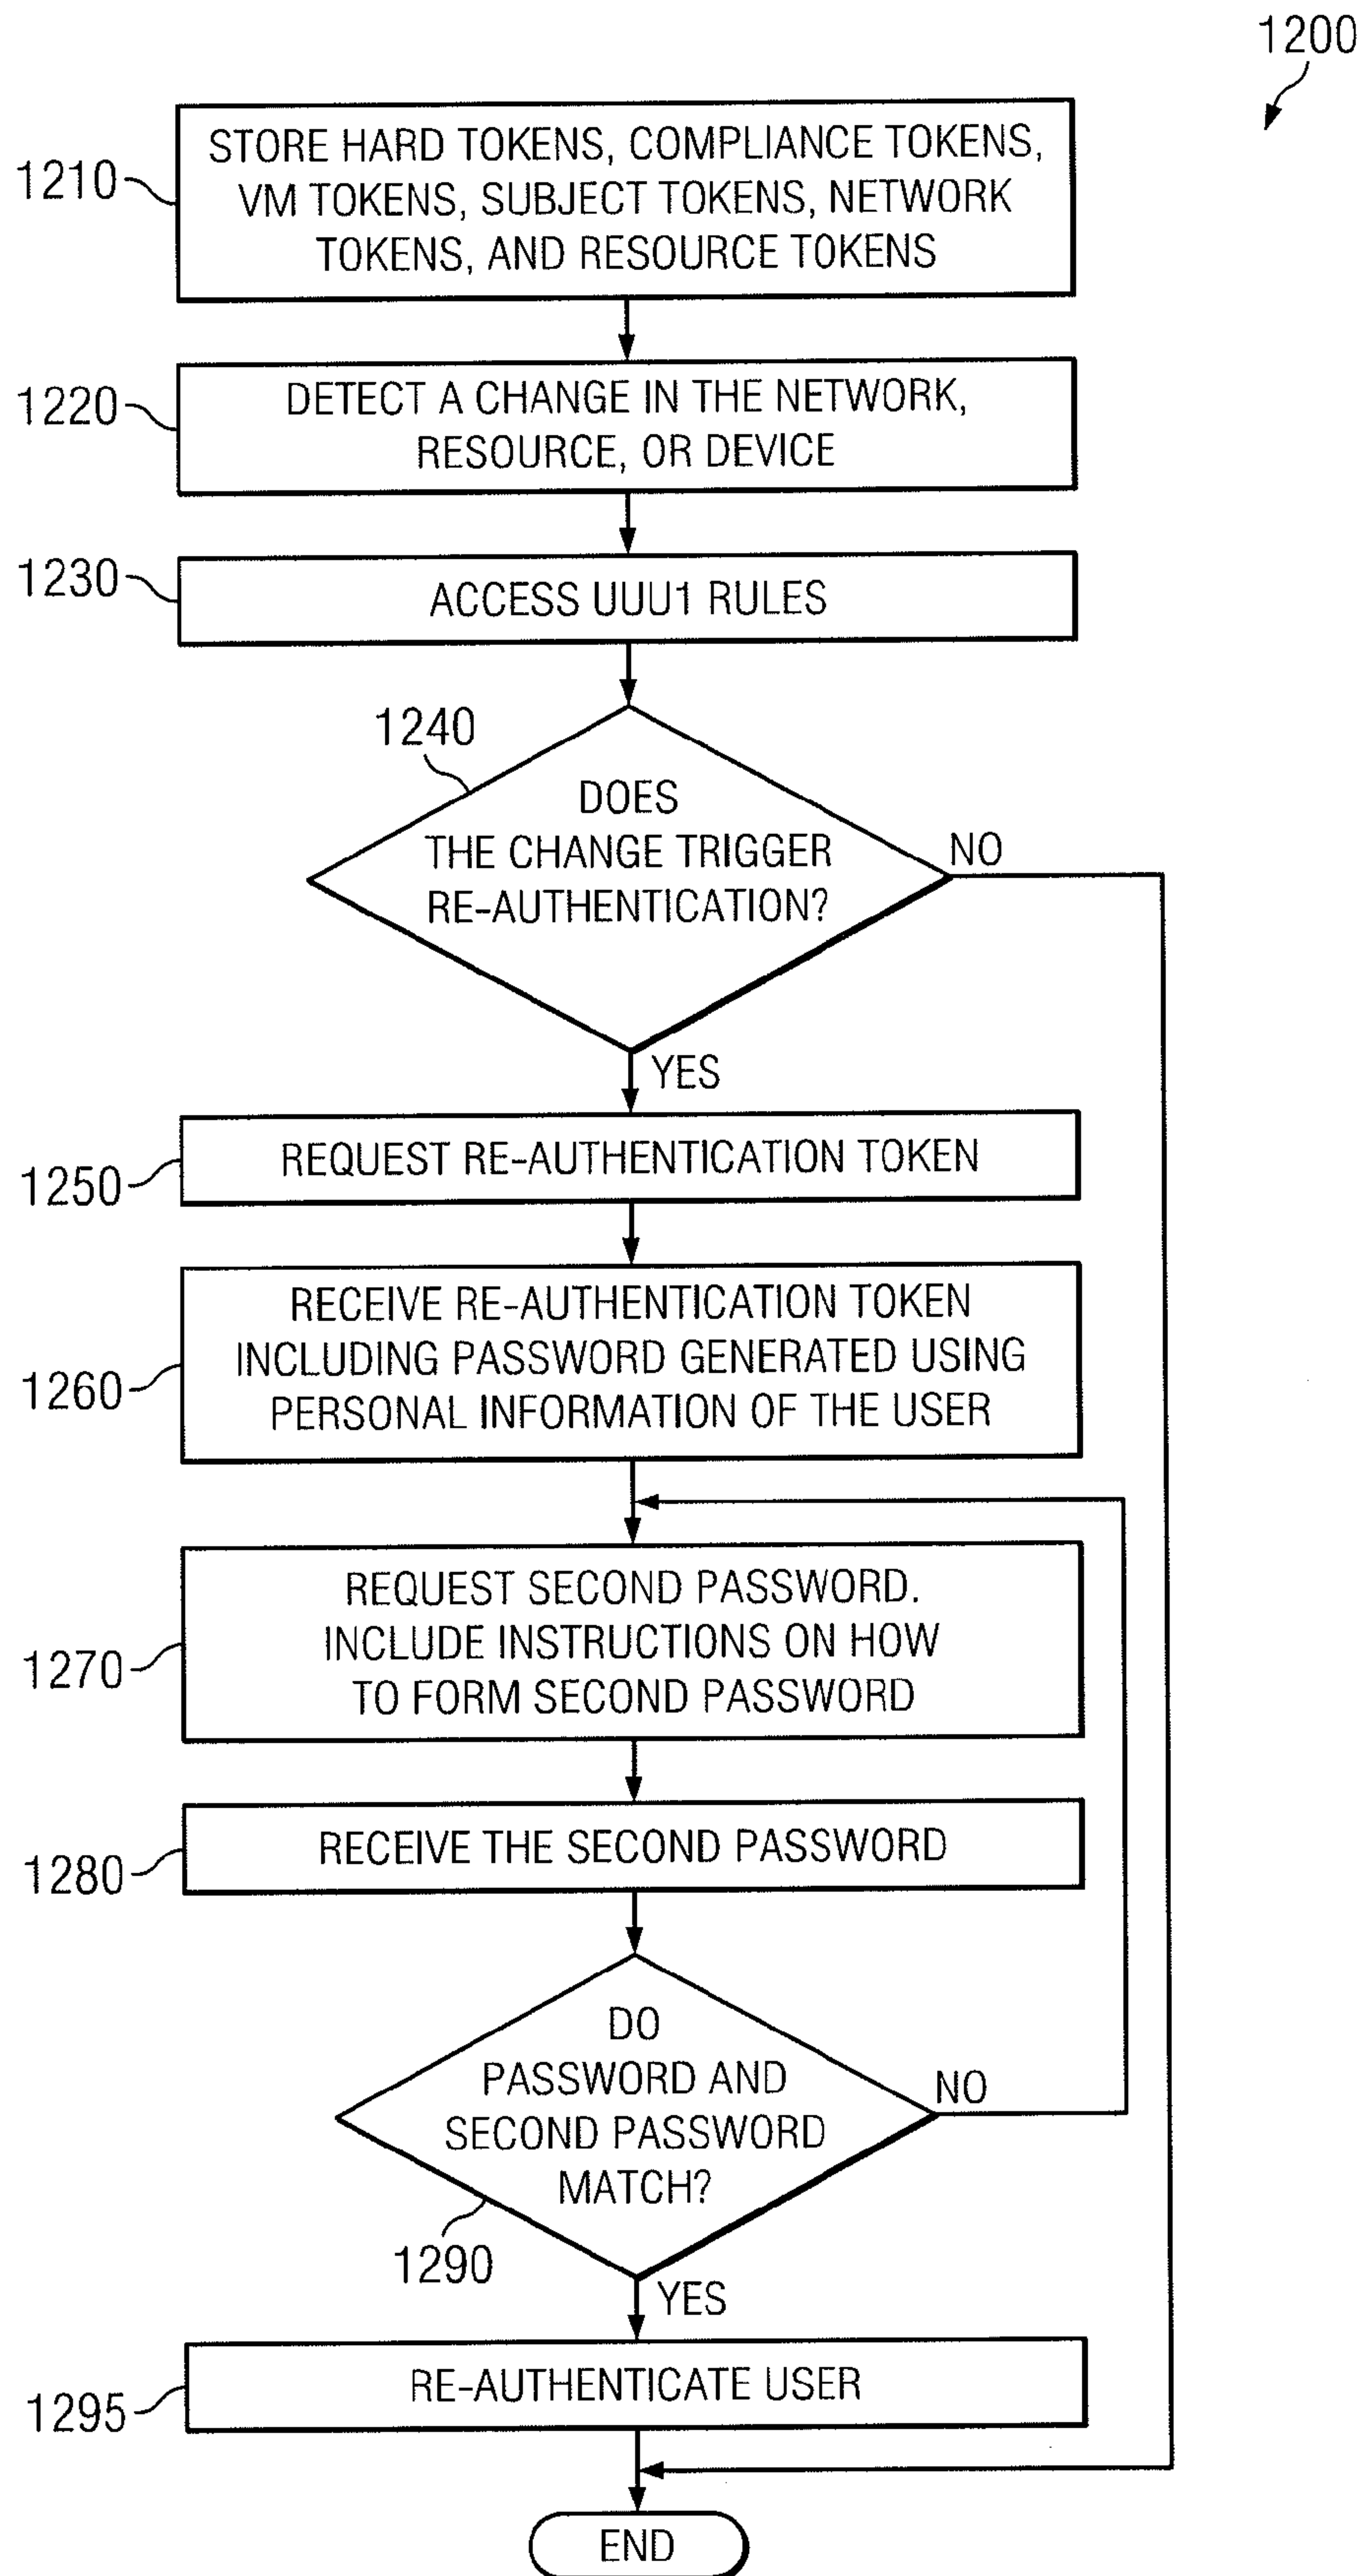 1200
1210
STORE HARD TOKENS, COMPLIANCE TOKENS,
VM TOKENS, SUBJECT TOKENS, NETWORK
TOKENS, AND RESOURCE TOKENS
1220
DETECT A CHANGE IN THE NETWORK,
RESOURCE, OR DEVICE
1230
ACCESS UUU1 RULES
1240
DOES
THE CHANGE TRIGGER
RE-AUTHENTICATION?
NO
YES
1250
REQUEST RE-AUTHENTICATION TOKEN
1260
RECEIVE RE-AUTHENTICATION TOKEN
INCLUDING PASSWORD GENERATED USING
PERSONAL INFORMATION OF THE USER
1270
REQUEST SECOND PASSWORD.
INCLUDE INSTRUCTIONS ON HOW
TO FORM SECOND PASSWORD
1280
RECEIVE THE SECOND PASSWORD
DO
PASSWORD AND
SECOND PASSWORD
MATCH?
NO
1290
YES
1295
RE-AUTHENTICATE USER
END